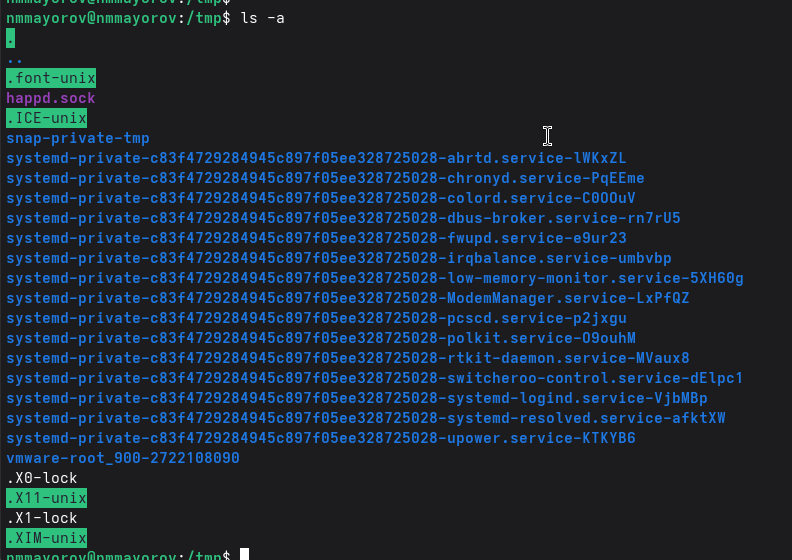 nmmayorov@nmmayorov:/tmp$ ls -a
.
..
.font-unix
happd.sock
.ICE-unix
snap-private-tmp
systemd-private-c83f4729284945c897f05ee328725028-abrtd.service-lWKxZL
systemd-private-c83f4729284945c897f05ee328725028-chronyd.service-PqEEme
systemd-private-c83f4729284945c897f05ee328725028-colord.service-C0OOuV
systemd-private-c83f4729284945c897f05ee328725028-dbus-broker.service-rn7rU5
systemd-private-c83f4729284945c897f05ee328725028-fwupd.service-e9ur23
systemd-private-c83f4729284945c897f05ee328725028-irqbalance.service-umbvbp
systemd-private-c83f4729284945c897f05ee328725028-low-memory-monitor.service-5XH60g
systemd-private-c83f4729284945c897f05ee328725028-ModemManager.service-LxPfQZ
systemd-private-c83f4729284945c897f05ee328725028-pcscd.service-p2jxgu
systemd-private-c83f4729284945c897f05ee328725028-polkit.service-O9ouhM
systemd-private-c83f4729284945c897f05ee328725028-rtkit-daemon.service-MVaux8
systemd-private-c83f4729284945c897f05ee328725028-switcheroo-control.service-dElpc1
systemd-private-c83f4729284945c897f05ee328725028-systemd-logind.service-VjbMBp
systemd-private-c83f4729284945c897f05ee328725028-systemd-resolved.service-afktXW
systemd-private-c83f4729284945c897f05ee328725028-upower.service-KTKYB6
vmware-root_900-2722108090
.X0-lock
.X11-unix
.X1-lock
.XIM-unix
nmmayorov@nmmayorov:/tmp$